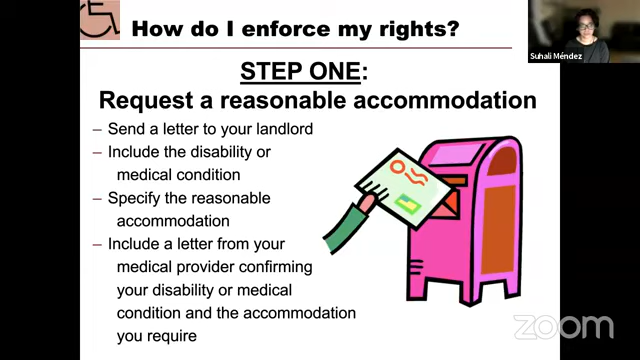 How do I enforce my rights?
Suhali Méndez
STEP ONE:
Request a reasonable accommodation
– Send a letter to your landlord
– Include the disability or
medical condition
– Specify the reasonable
accommodation
– Include a letter from your
medical provider confirming
your disability or medical
condition and the accommodation
you require
zoom